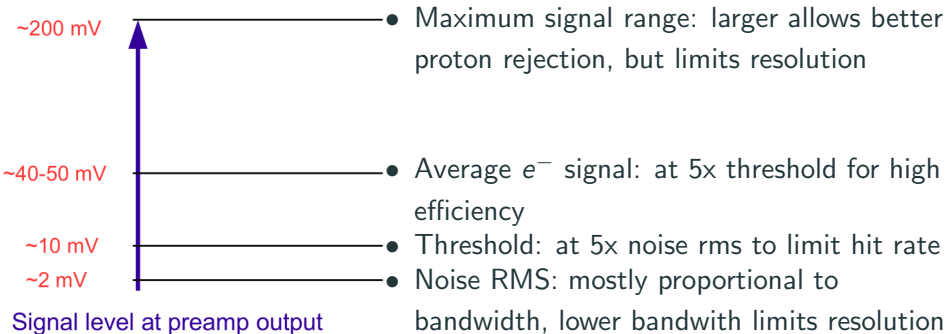 ~200 mV
• Maximum signal range: larger allows better
proton rejection, but limits resolution
~40-50 mV
• Average e⁻ signal: at 5x threshold for high
efficiency
~10 mV
• Threshold: at 5x noise rms to limit hit rate
~2 mV
• Noise RMS: mostly proportional to
bandwidth, lower bandwith limits resolution
Signal level at preamp output